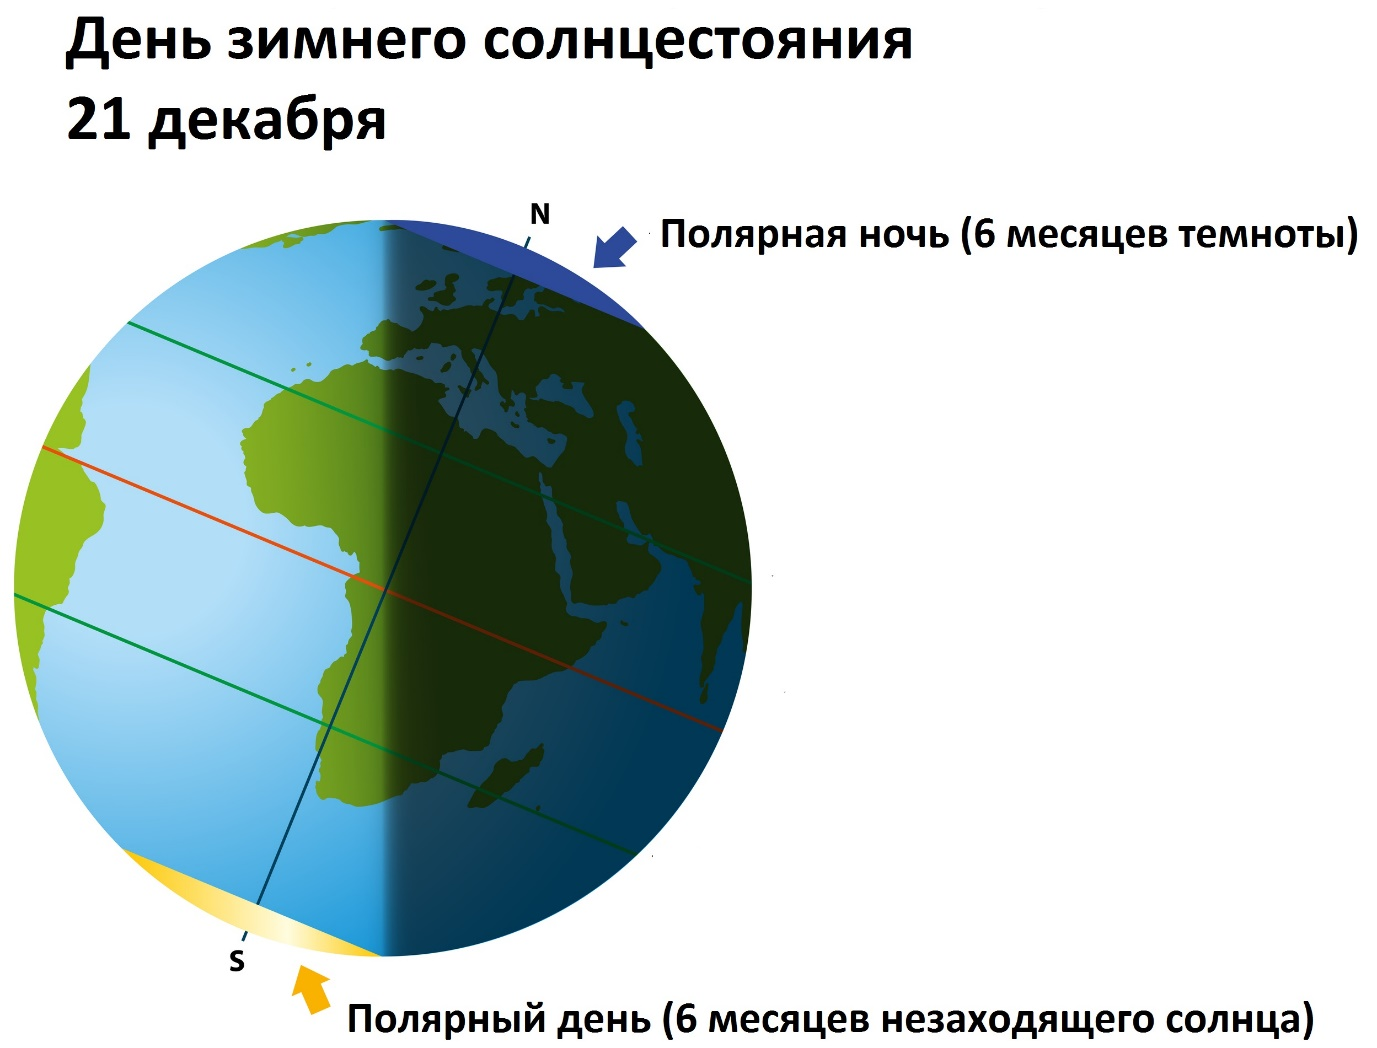 День зимнего солнцестояния
21 декабря
N
Полярная ночь (6 месяцев темноты)
S
Полярный день (6 месяцев незаходящего солнца)